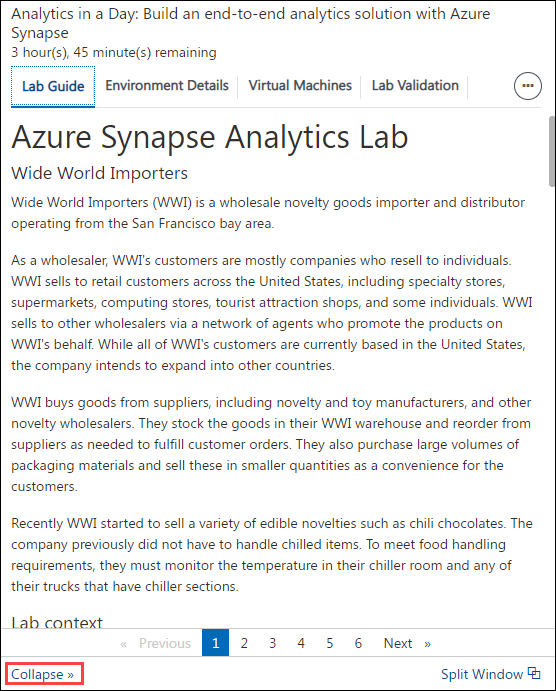 Analytics in a Day: Build an end-to-end analytics solution with Azure
Synapse
3 hour(s), 45 minute(s) remaining
Lab Guide Environment Details Virtual Machines Lab Validation ...
Azure Synapse Analytics Lab
Wide World Importers
Wide World Importers (WWI) is a wholesale novelty goods importer and distributor
operating from the San Francisco bay area.
As a wholesaler, WWI's customers are mostly companies who resell to individuals.
WWI sells to retail customers across the United States, including specialty stores,
supermarkets, computing stores, tourist attraction shops, and some individuals. WWI
sells to other wholesalers via a network of agents who promote the products on
WWI's behalf. While all of WWI's customers are currently based in the United States,
the company intends to expand into other countries.
WWI buys goods from suppliers, including novelty and toy manufacturers, and other
novelty wholesalers. They stock the goods in their WWI warehouse and reorder from
suppliers as needed to fulfill customer orders. They also purchase large volumes of
packaging materials and sell these in smaller quantities as a convenience for the
customers.
Recently WWI started to sell a variety of edible novelties such as chili chocolates. The
company previously did not have to handle chilled items. To meet food handling
requirements, they must monitor the temperature in their chiller room and any of
their trucks that have chiller sections.
Lab context
« Previous 1 2 3 4 5 6 Next »
Collapse » Split Window